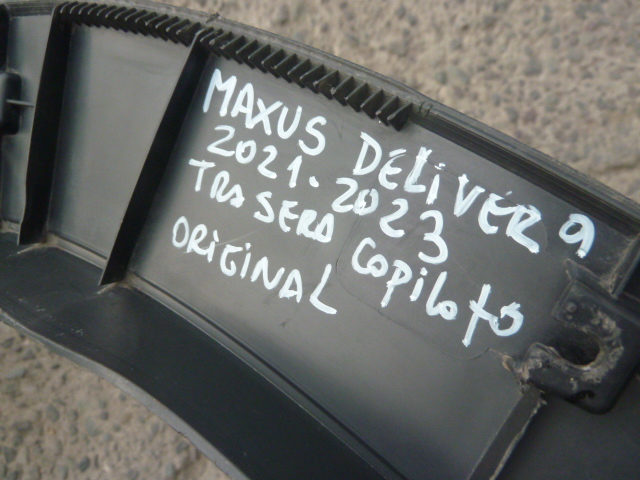 MAXUS DELIVER 9
2021-2023
TRASERA COPILOTO
ORIGINAL